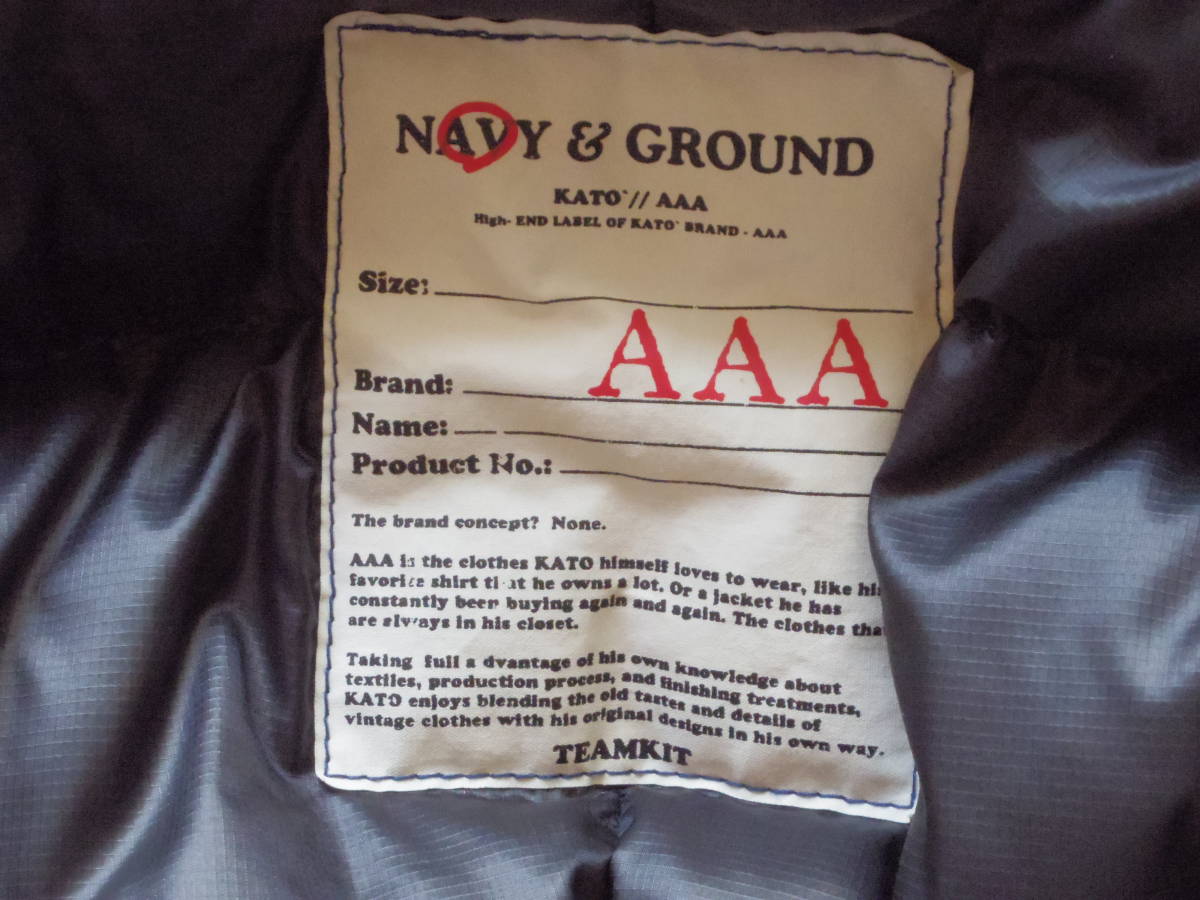 NAVY & GROUND
KATO`// AAA
High- END LABEL OF KATO` BRAND - AAA
Size:
AAA
Brand:
Name:
Product No.:
The brand concept? None.
AAA is the clothes KATO himself loves to wear, like his
favorite shirt that he owns a lot. Or a jacket he has
constantly been buying again and again. The clothes tha
are always in his closet.
Taking full a dvantage of his own knowledge about
textiles, production process, and finishing treatments,
KATO enjoys blending the old tastes and details of
vintage clothes with his original designs in his own way.
TEAMKIT